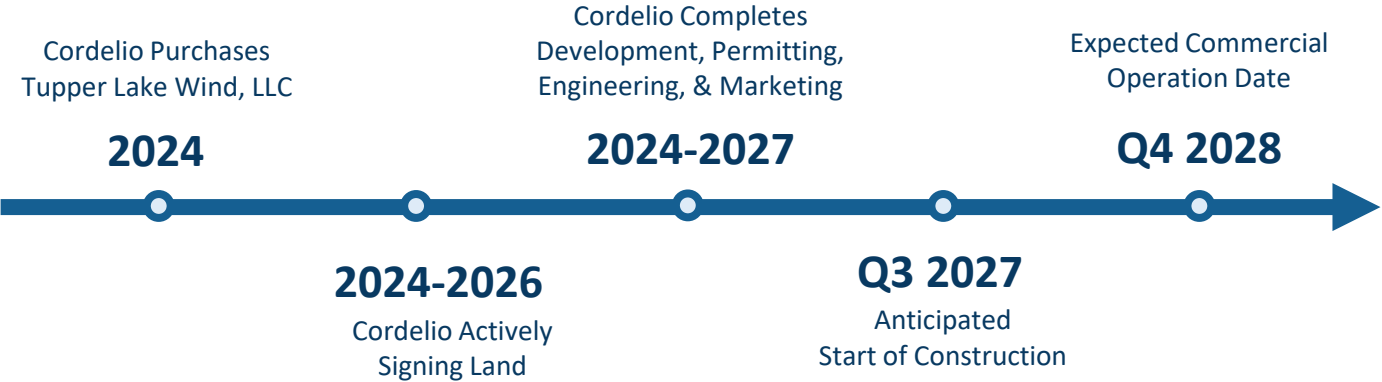 Cordelio Purchases
Tupper Lake Wind, LLC
2024
2024-2026
Cordelio Actively
Signing Land
Cordelio Completes
Development, Permitting,
Engineering, & Marketing
2024-2027
Q3 2027
Anticipated
Start of Construction
Expected Commercial
Operation Date
Q4 2028